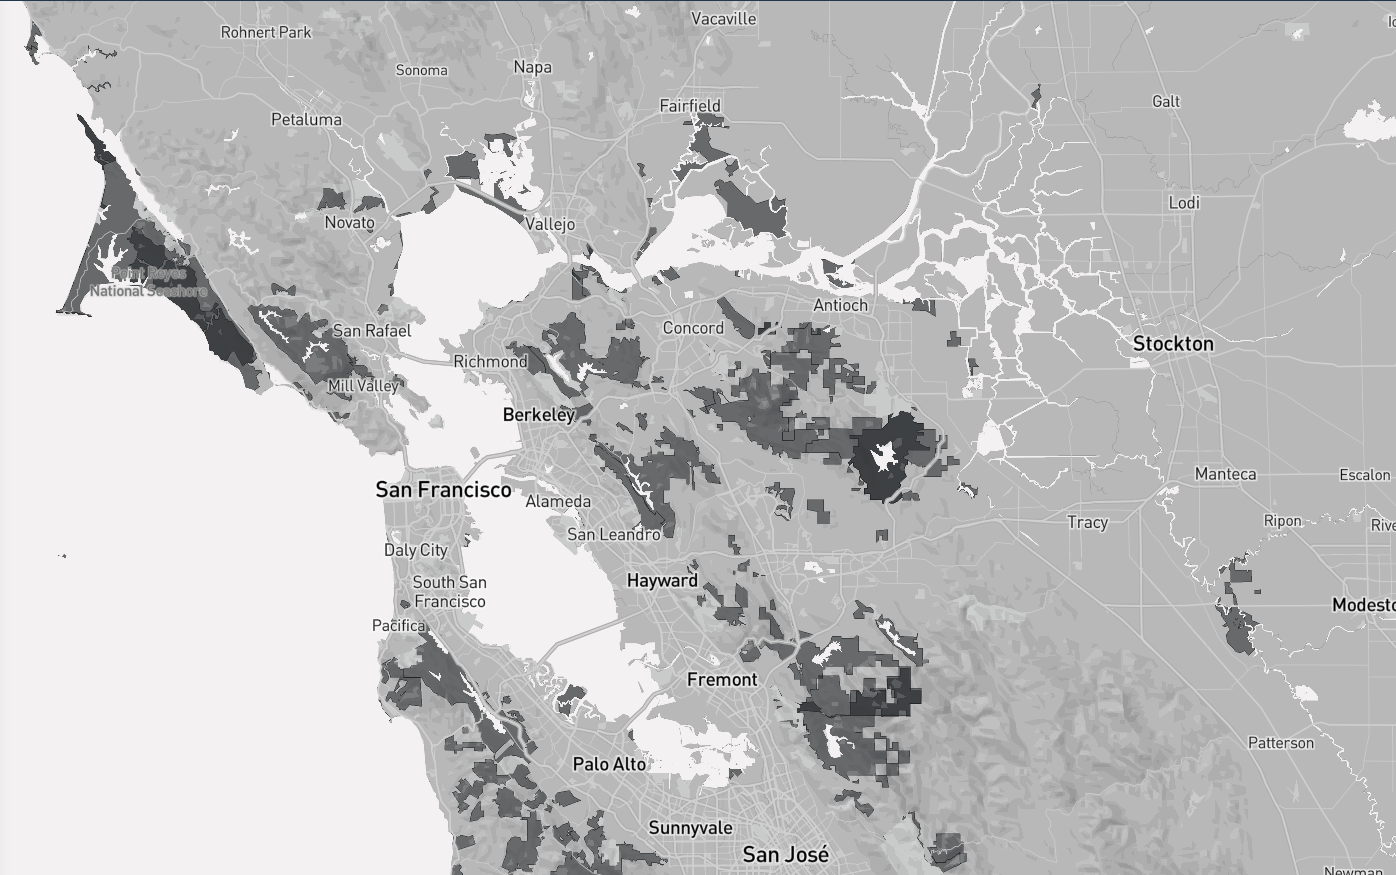 Vacaville
Rohnert Park
Sonoma
Napa
Fairfield
Galt
Petaluma
Lodi
Novato
Vallejo
Point Reyes
National Seashore
Antioch
San Rafael
Concord
Stockton
Richmond
Mill Valley
Berkeley
Manteca
Escalon
San Francisco
Alameda
Tracy
Ripon
Rive
San Leandro
Daly City
Hayward
South San
Francisco
Modesto
Pacifica
Fremont
Patterson
Palo Alto
Sunnyvale
San José
Newman